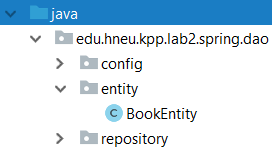 java
edu.hneu.kpp.lab2.spring.dao
config
entity
C BookEntity
repository